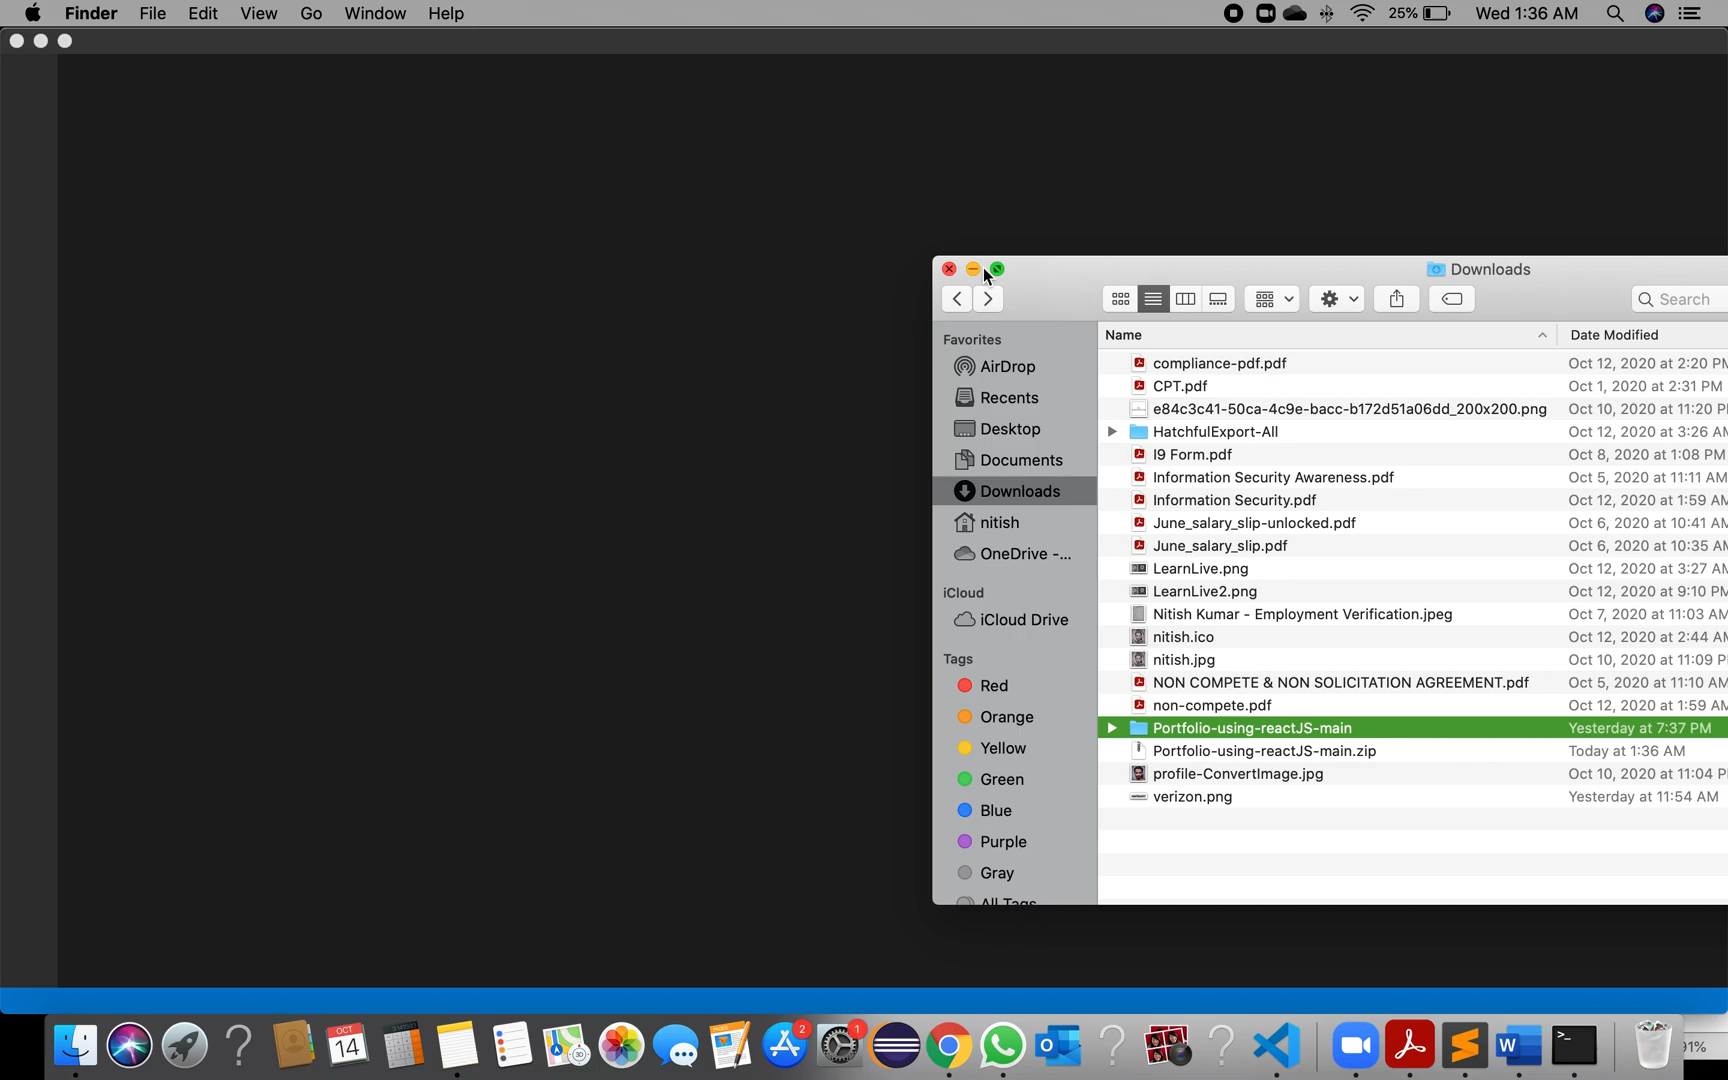 Finder File Edit View Go Window Help 25% Wed 1:36 AM
Downloads
Search
Favorites
AirDrop
Recents
Desktop
Documents
Downloads
nitish
OneDrive -...
iCloud
iCloud Drive
Tags
Red
Orange
Yellow
Green
Blue
Purple
Gray
All Tags
Name Date Modified
compliance-pdf.pdf Oct 12, 2020 at 2:20 PM
CPT.pdf Oct 1, 2020 at 2:31 PM
e84c3c41-50ca-4c9e-bacc-b172d51a06dd_200x200.png Oct 10, 2020 at 11:20 P
HatchfulExport-All Oct 12, 2020 at 3:26 AM
I9 Form.pdf Oct 8, 2020 at 1:08 PM
Information Security Awareness.pdf Oct 5, 2020 at 11:11 AM
Information Security.pdf Oct 12, 2020 at 1:59 AM
June_salary_slip-unlocked.pdf Oct 6, 2020 at 10:41 AM
June_salary_slip.pdf Oct 6, 2020 at 10:35 AM
LearnLive.png Oct 12, 2020 at 3:27 AM
LearnLive2.png Oct 12, 2020 at 9:10 PM
Nitish Kumar - Employment Verification.jpeg Oct 7, 2020 at 11:03 AM
nitish.ico Oct 12, 2020 at 2:44 AM
nitish.jpg Oct 10, 2020 at 11:09 P
NON COMPETE & NON SOLICITATION AGREEMENT.pdf Oct 5, 2020 at 11:10 AM
non-compete.pdf Oct 12, 2020 at 1:59 AM
Portfolio-using-reactJS-main Yesterday at 7:37 PM
Portfolio-using-reactJS-main.zip Today at 1:36 AM
profile-ConvertImage.jpg Oct 10, 2020 at 11:04 P
verizon.png Yesterday at 11:54 AM
OCT
14
2
1
91%